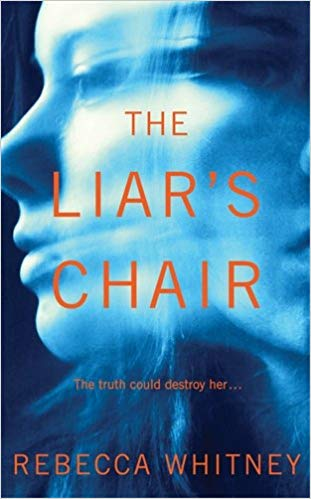 THE
LIAR'S
CHAIR
The truth could destroy her...
REBECCA WHITNEY